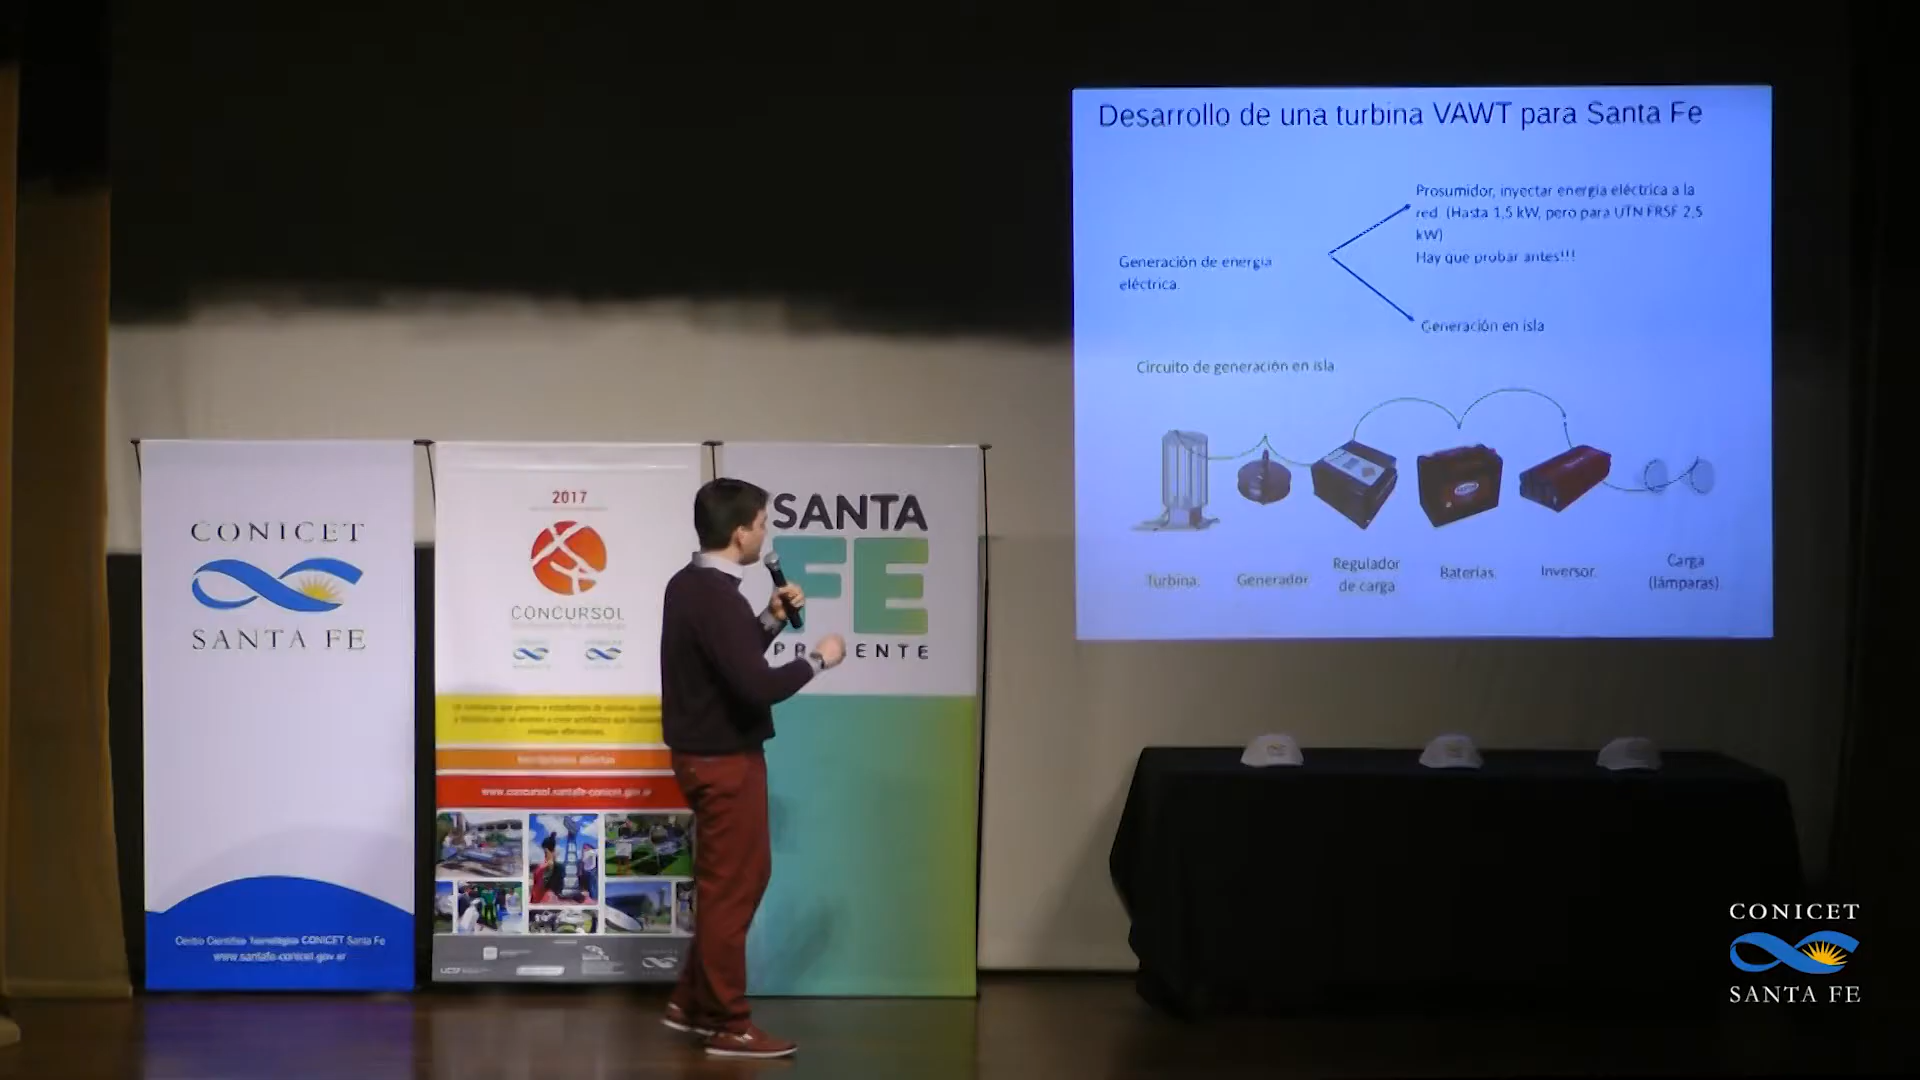 Desarrollo de una turbina VAWT para Santa Fe
Prosumidor, inyectar energía eléctrica a la
red (Hasta 1,5 kW, pero para UTN FRSF 2,5
kW)
Hay que probar antes!!!
Generación de energía
eléctrica.
Generación en isla
Circuito de generación en isla
Turbina
Generador
Regulador
de carga
Baterías
Inversor
Carga
(lámparas)
CONICET
SANTA FE
Centro Científico Tecnológico CONICET Santa Fe
www.santafe-conicet.gov.ar
2017
CONCURSOL
Inscripciones abiertas
www.concursol.santafe-conicet.gov.ar
SANTA
FE
PR ENTE
CONICET
SANTA FE